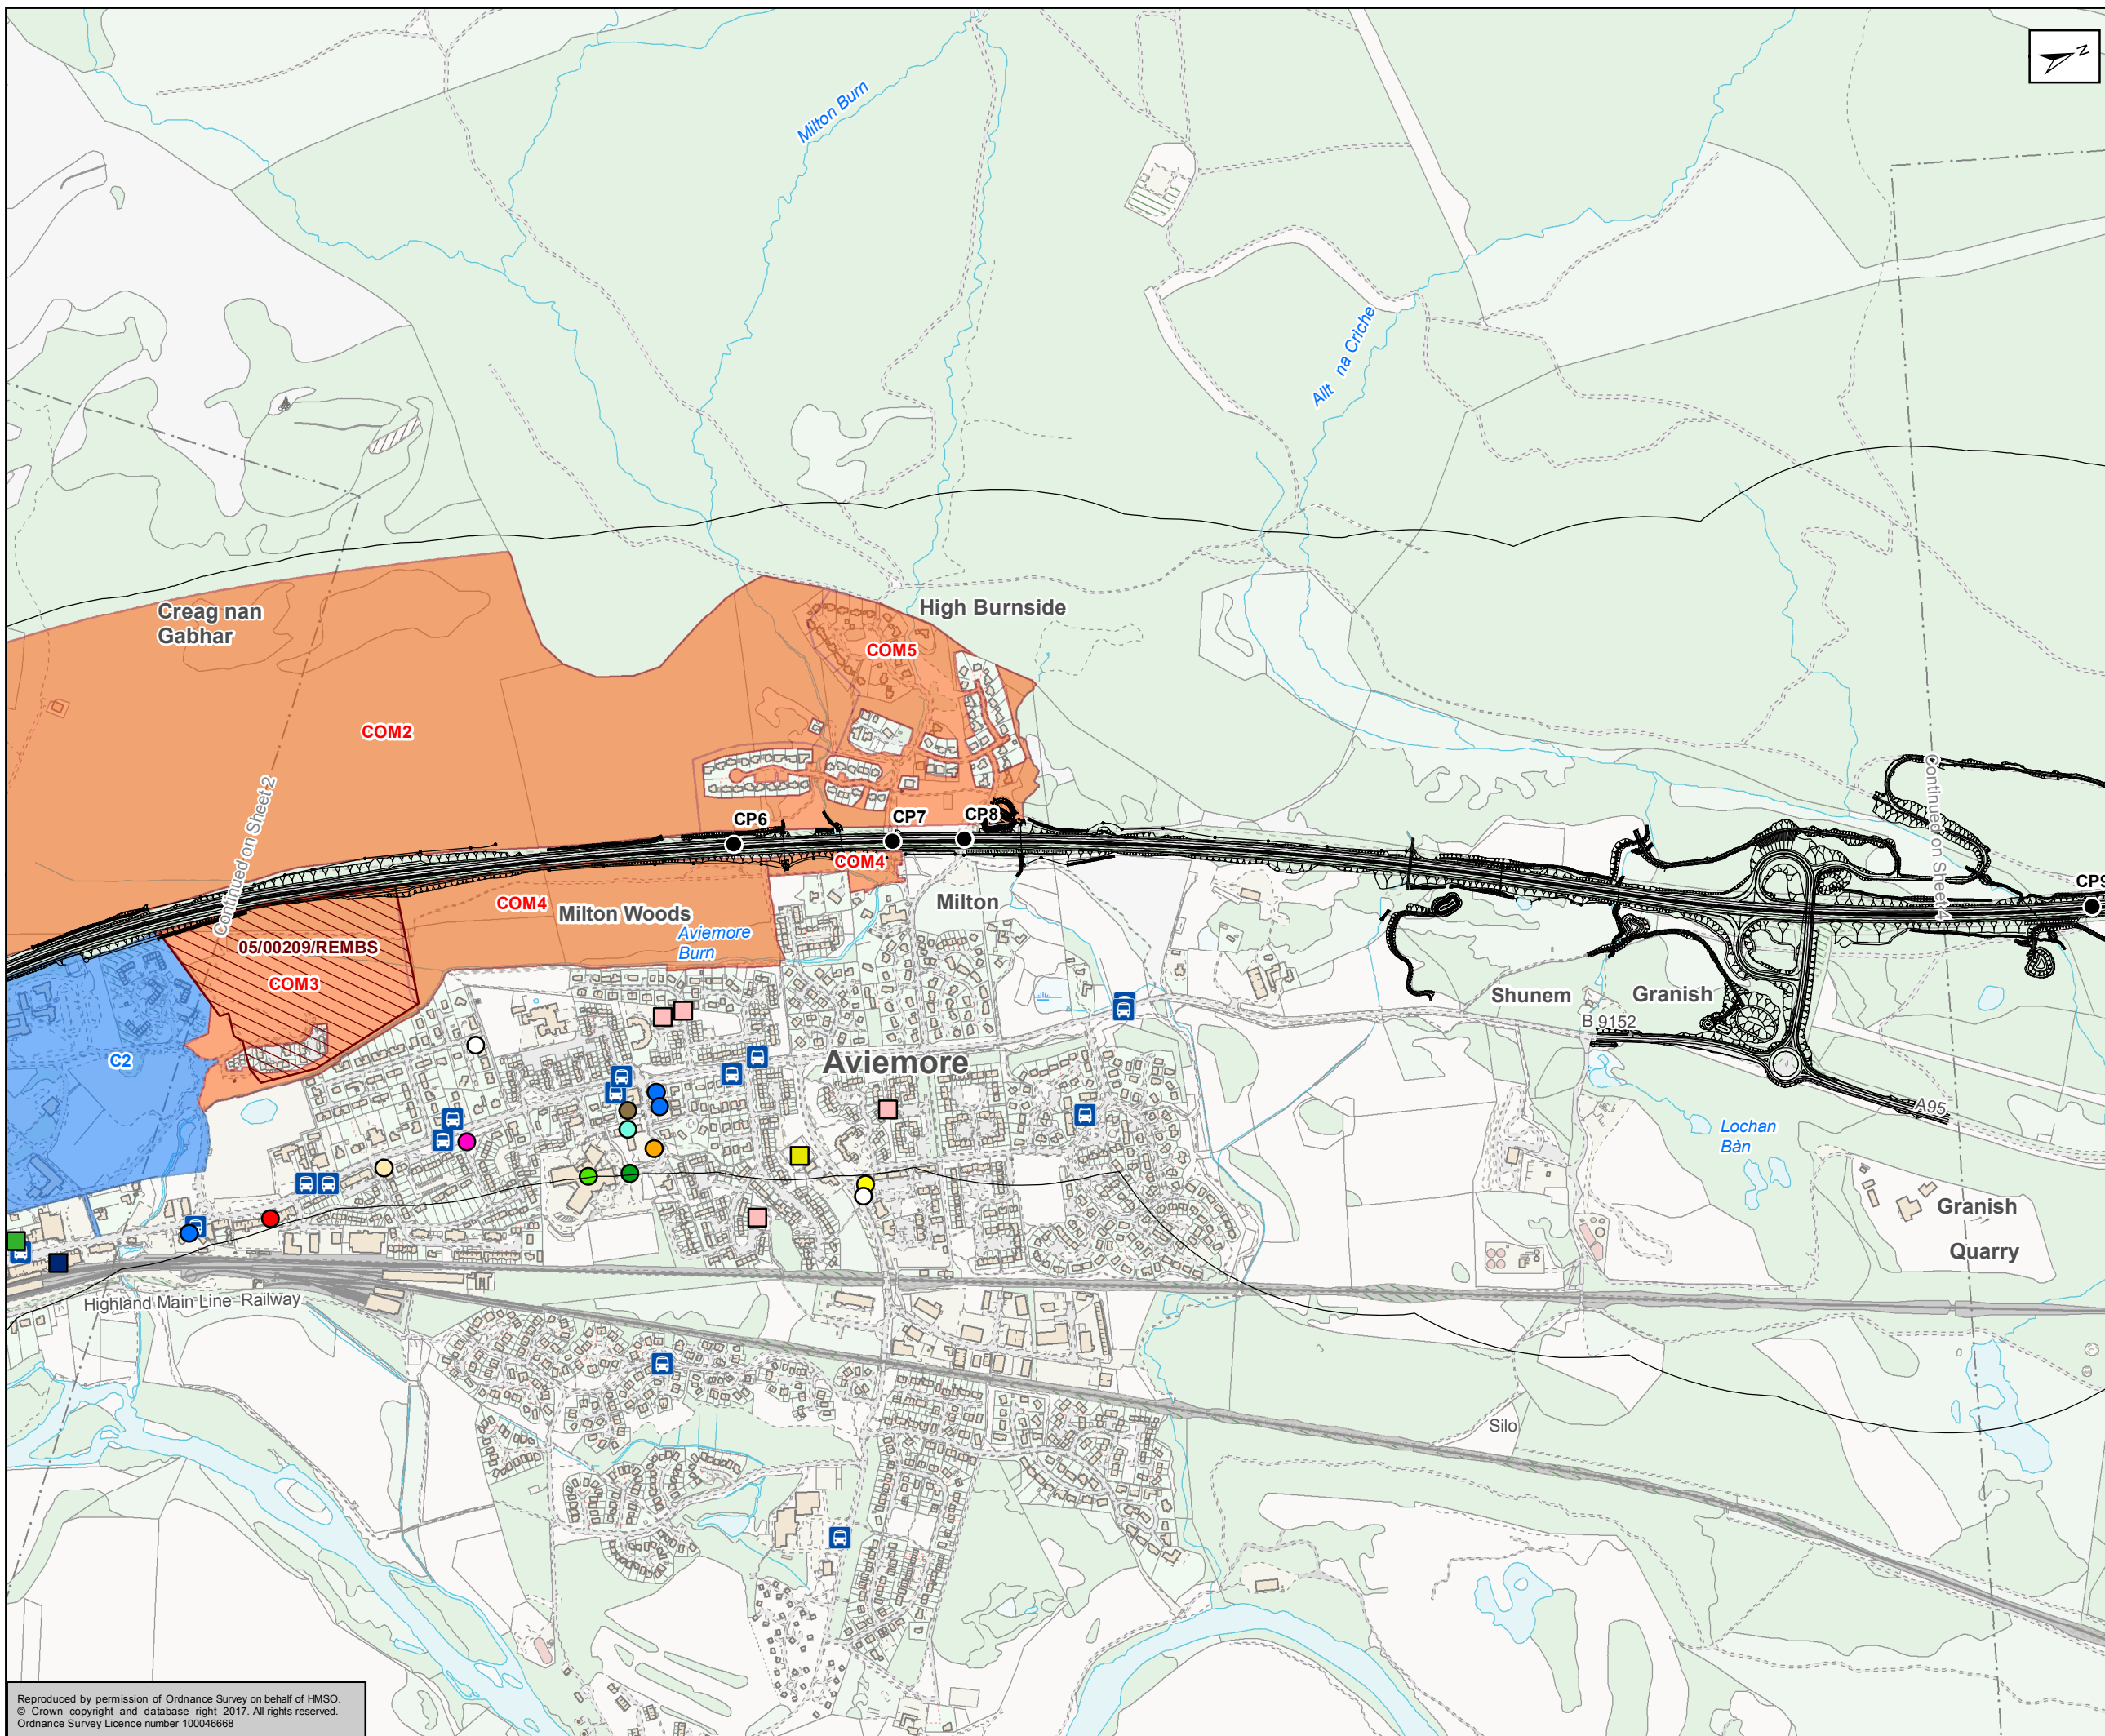 N
Milton Burn
Allt na Criche
Creag nan
Gabhar
High Burnside
COM5
COM2
Continued on Sheet 2
Continued on Sheet 4
CP6
CP7
CP8
CP9
COM4
COM4
Milton Woods
Milton
Aviemore
Burn
05/00209/REMBS
COM3
Shunem
Granish
B 9152
C2
Aviemore
A95
Lochan
Bàn
Granish
Quarry
Highland Main Line Railway
Silo
Reproduced by permission of Ordnance Survey on behalf of HMSO.
© Crown copyright and database right 2017. All rights reserved.
Ordnance Survey Licence number 100046668